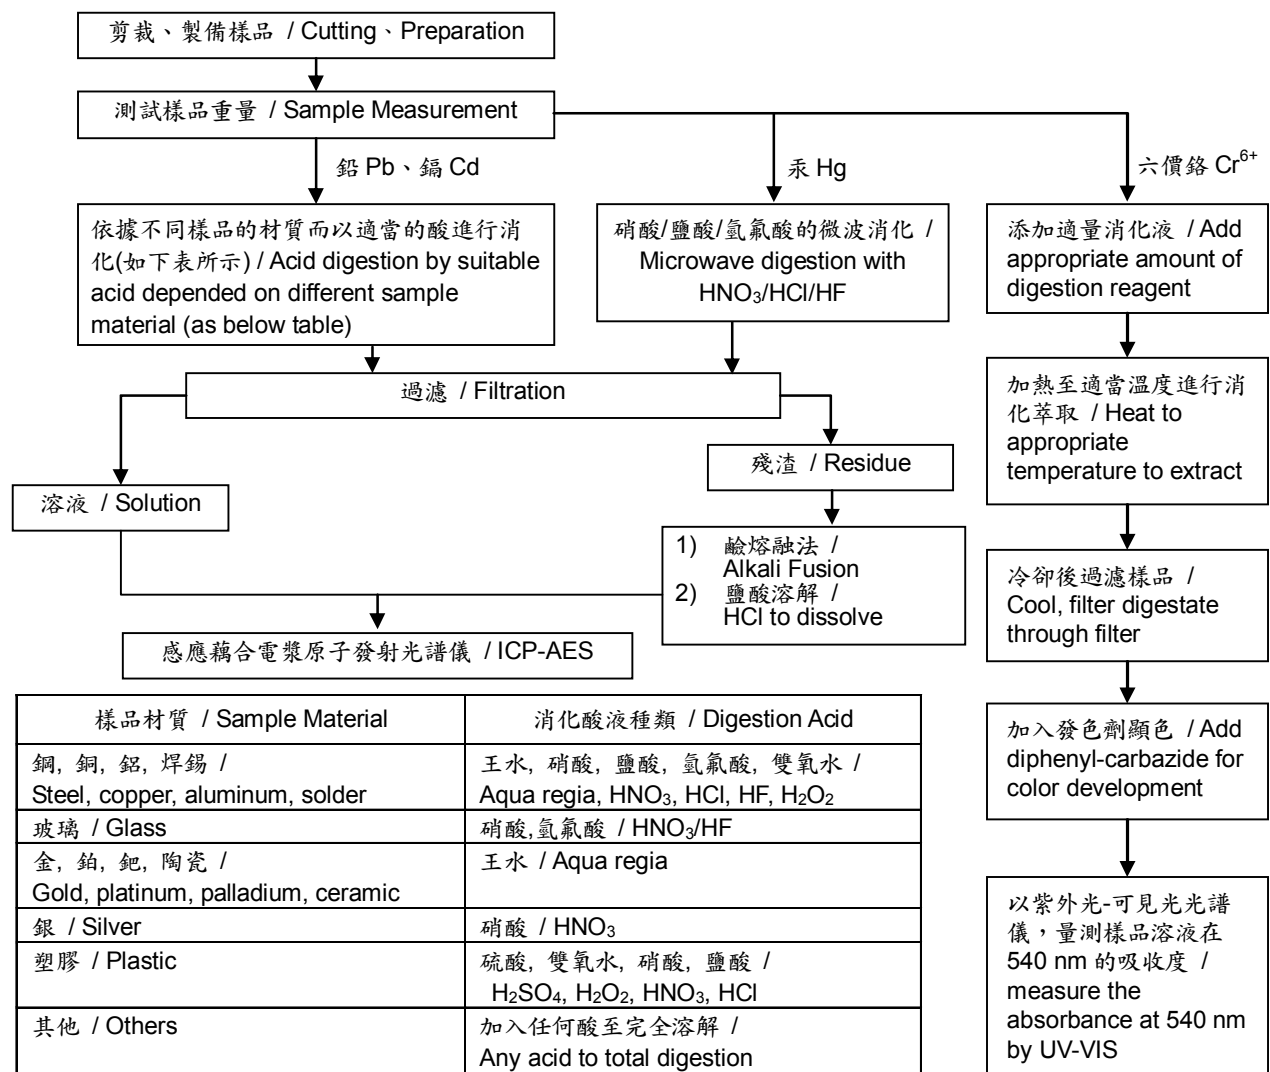 剪裁、製備樣品 / Cutting、Preparation
測試樣品重量 / Sample Measurement
鉛 Pb、鎘 Cd
汞 Hg
六價鉻 Cr⁶⁺
依據不同樣品的材質而以適當的酸進行消
化(如下表所示) / Acid digestion by suitable
acid depended on different sample
material (as below table)
硝酸/鹽酸/氫氟酸的微波消化 /
Microwave digestion with
HNO₃/HCl/HF
添加適量消化液 / Add
appropriate amount of
digestion reagent
過濾 / Filtration
加熱至適當溫度進行消
化萃取 / Heat to
appropriate
temperature to extract
殘渣 / Residue
溶液 / Solution
1) 鹼熔融法 /
Alkali Fusion
2) 鹽酸溶解 /
HCl to dissolve
冷卻後過濾樣品 /
Cool, filter digestate
through filter
感應藕合電漿原子發射光譜儀 / ICP-AES
加入發色劑顯色 / Add
diphenyl-carbazide for
color development
以紫外光-可見光光譜
儀，量測樣品溶液在
540 nm 的吸收度 /
measure the
absorbance at 540 nm
by UV-VIS
樣品材質 / Sample Material
消化酸液種類 / Digestion Acid
鋼, 銅, 鋁, 焊錫 /
Steel, copper, aluminum, solder
王水, 硝酸, 鹽酸, 氫氟酸, 雙氧水 /
Aqua regia, HNO₃, HCl, HF, H₂O₂
玻璃 / Glass
硝酸,氫氟酸 / HNO₃/HF
金, 鉑, 鈀, 陶瓷 /
Gold, platinum, palladium, ceramic
王水 / Aqua regia
銀 / Silver
硝酸 / HNO₃
塑膠 / Plastic
硫酸, 雙氧水, 硝酸, 鹽酸 /
H₂SO₄, H₂O₂, HNO₃, HCl
其他 / Others
加入任何酸至完全溶解 /
Any acid to total digestion